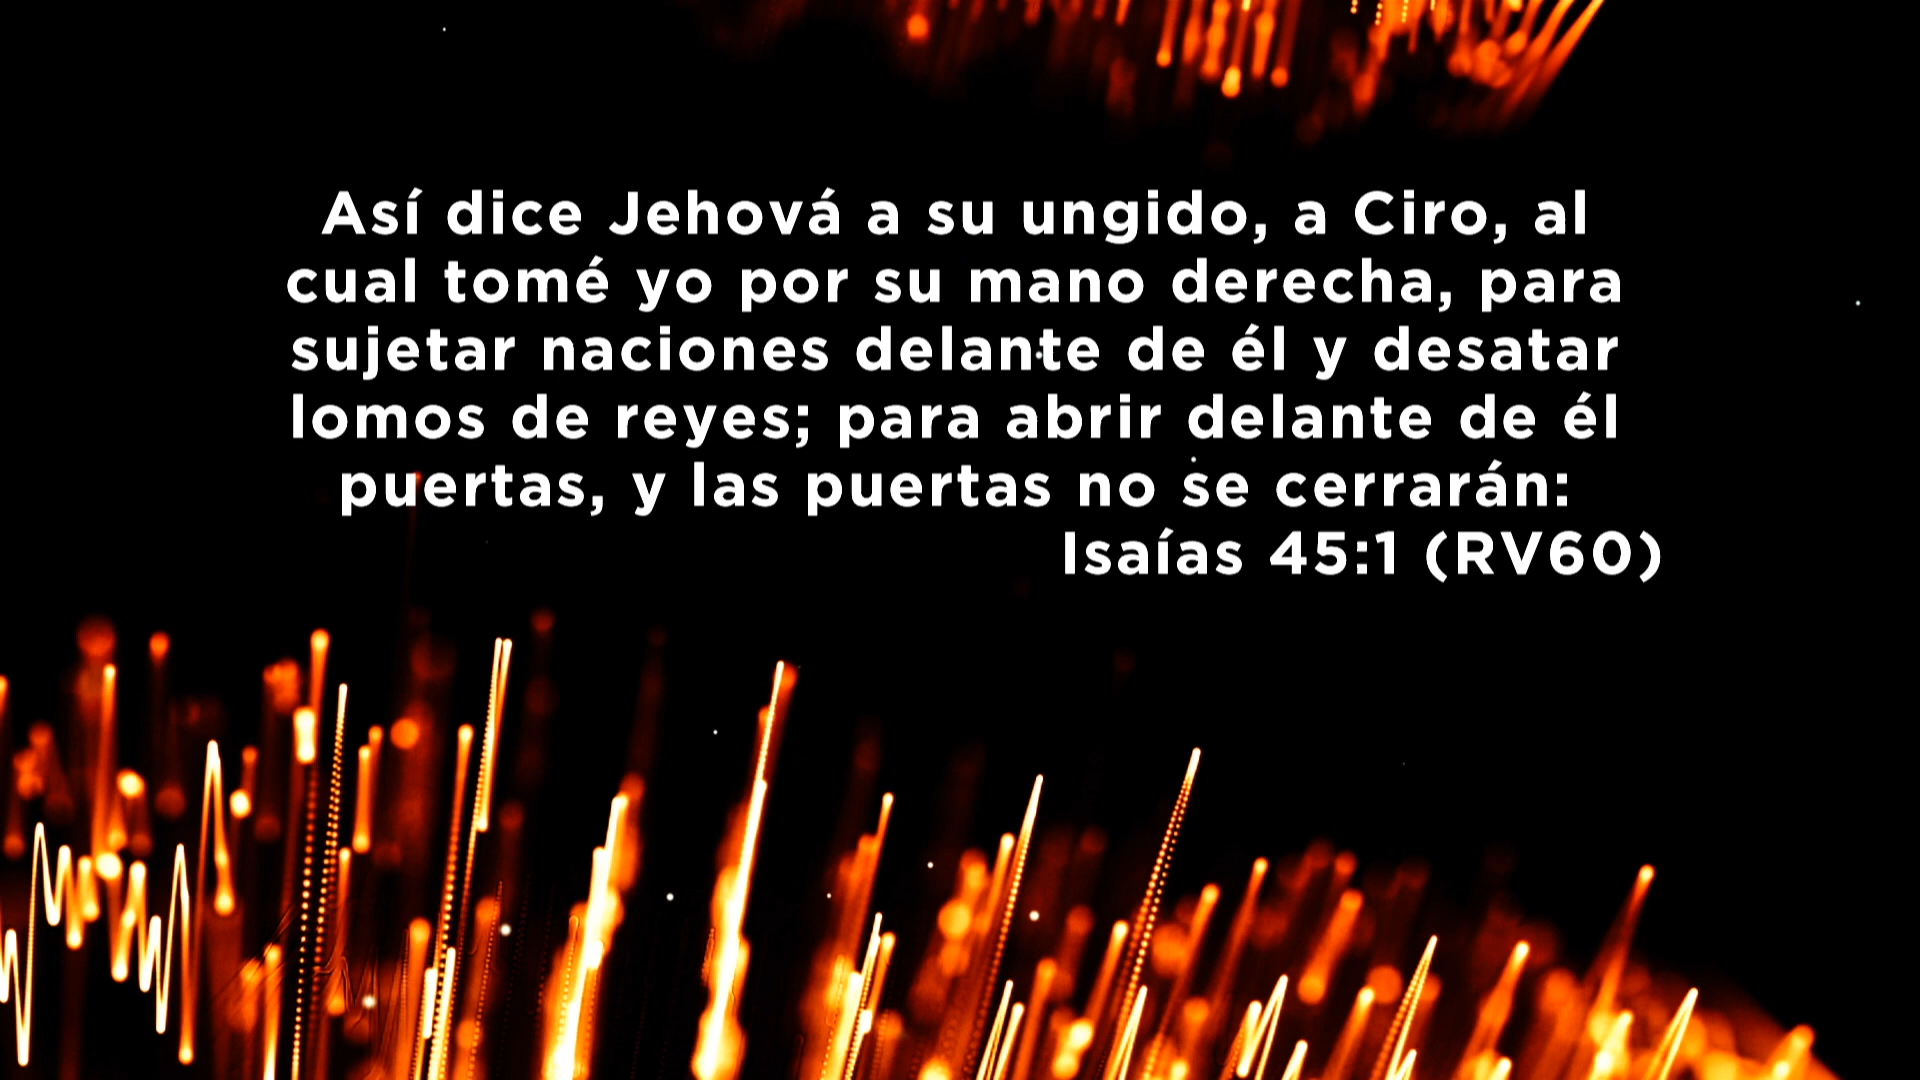 Así dice Jehová a su ungido, a Ciro, al
cual tomé yo por su mano derecha, para
sujetar naciones delante de él y desatar
lomos de reyes; para abrir delante de él
puertas, y las puertas no se cerrarán:
Isaías 45:1 (RV60)